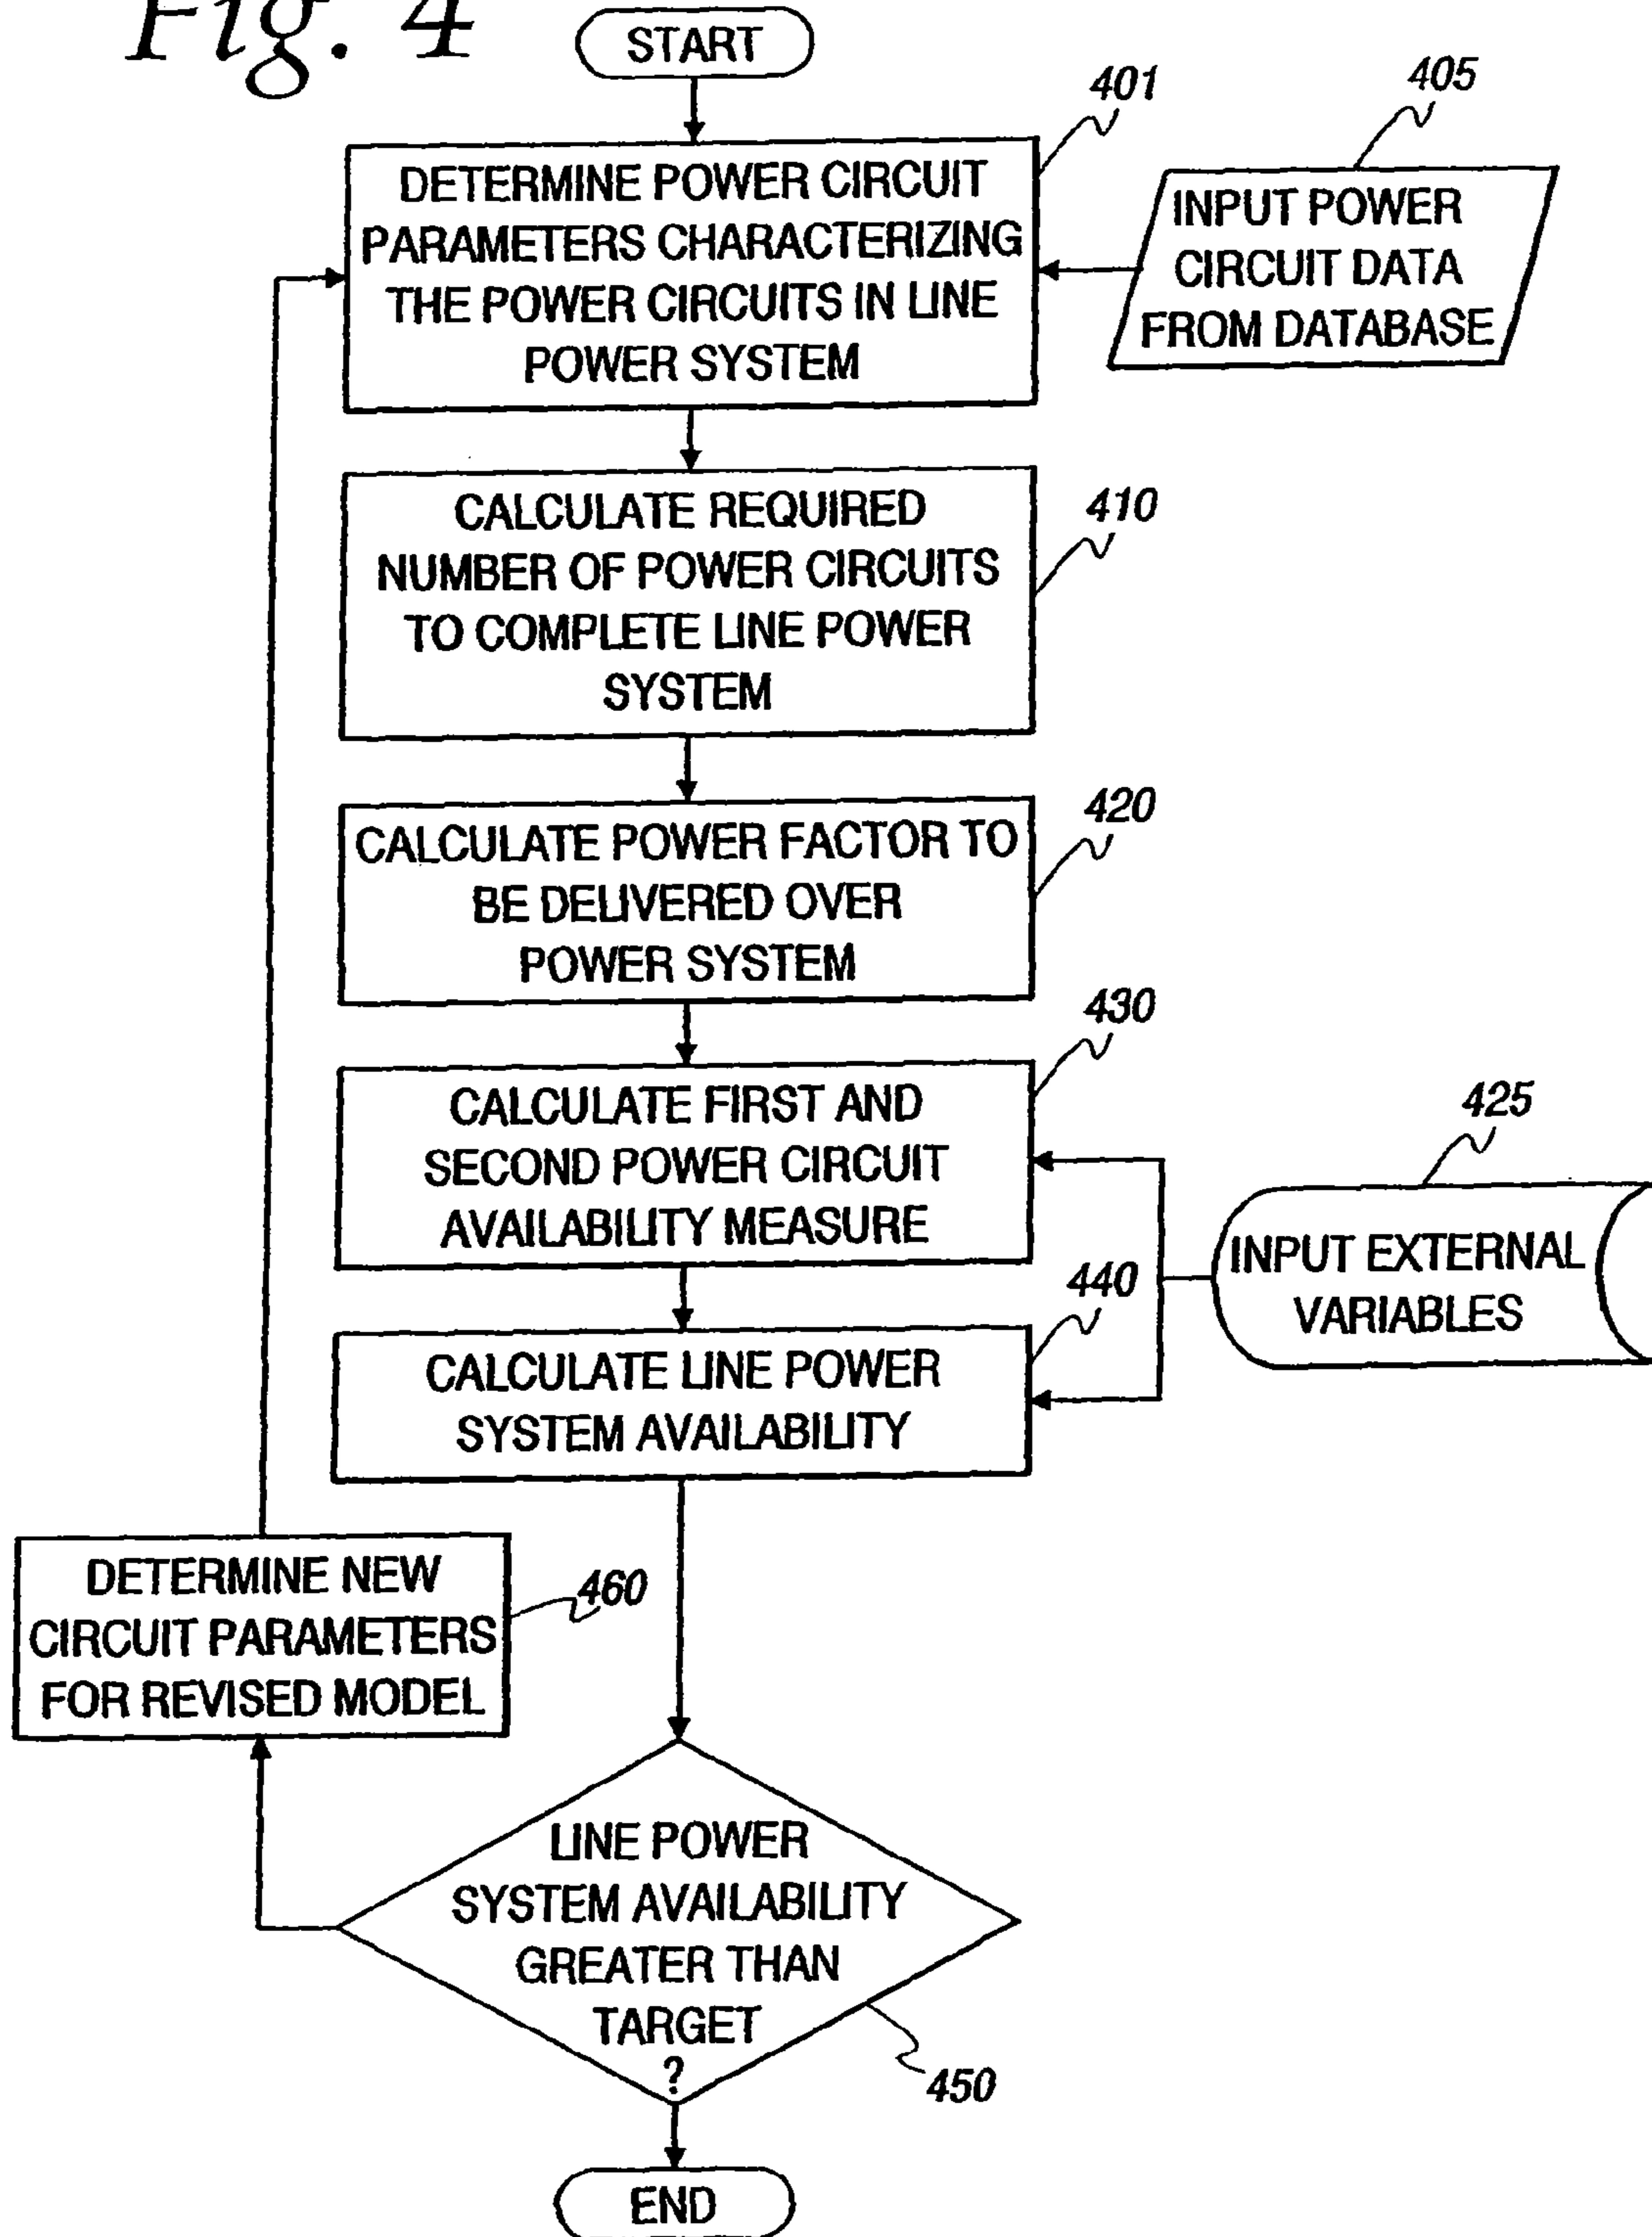 Fig. 4
START
401
405
DETERMINE POWER CIRCUIT
PARAMETERS CHARACTERIZING
THE POWER CIRCUITS IN LINE
POWER SYSTEM
INPUT POWER
CIRCUIT DATA
FROM DATABASE
CALCULATE REQUIRED
NUMBER OF POWER CIRCUITS
TO COMPLETE LINE POWER
SYSTEM
410
CALCULATE POWER FACTOR TO
BE DELIVERED OVER
POWER SYSTEM
420
CALCULATE FIRST AND
SECOND POWER CIRCUIT
AVAILABILITY MEASURE
430
425
INPUT EXTERNAL
VARIABLES
440
CALCULATE LINE POWER
SYSTEM AVAILABILITY
DETERMINE NEW
CIRCUIT PARAMETERS
FOR REVISED MODEL
460
LINE POWER
SYSTEM AVAILABILITY
GREATER THAN
TARGET
?
450
END